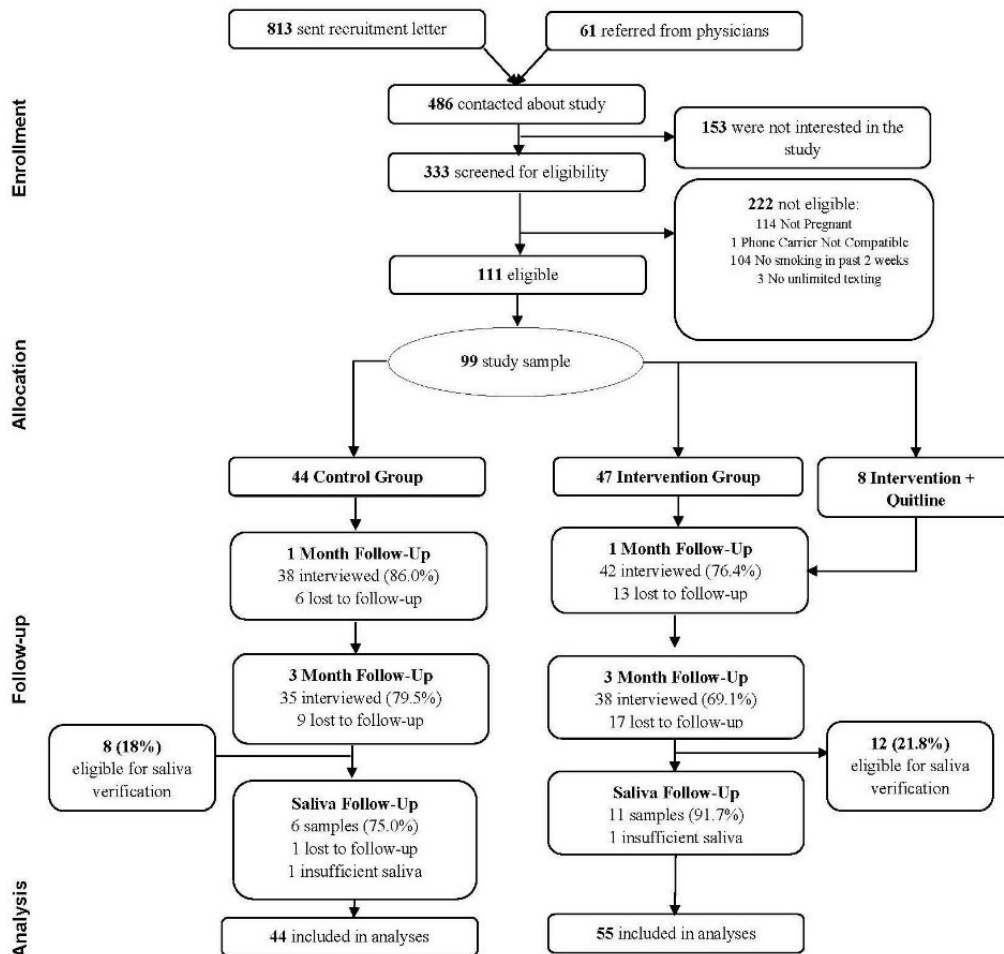 813 sent recruitment letter
61 referred from physicians
Enrollment
486 contacted about study
153 were not interested in the
study
333 screened for eligibility
222 not eligible:
114 Not Pregnant
1 Phone Carrier Not Compatible
104 No smoking in past 2 weeks
3 No unlimited texting
111 eligible
Allocation
99 study sample
44 Control Group
47 Intervention Group
8 Intervention +
Quitline
Follow-up
1 Month Follow-Up
38 interviewed (86.0%)
6 lost to follow-up
1 Month Follow-Up
42 interviewed (76.4%)
13 lost to follow-up
3 Month Follow-Up
35 interviewed (79.5%)
9 lost to follow-up
3 Month Follow-Up
38 interviewed (69.1%)
17 lost to follow-up
8 (18%)
eligible for saliva
verification
12 (21.8%)
eligible for saliva
verification
Saliva Follow-Up
6 samples (75.0%)
1 lost to follow-up
1 insufficient saliva
Saliva Follow-Up
11 samples (91.7%)
1 insufficient saliva
Analysis
44 included in analyses
55 included in analyses